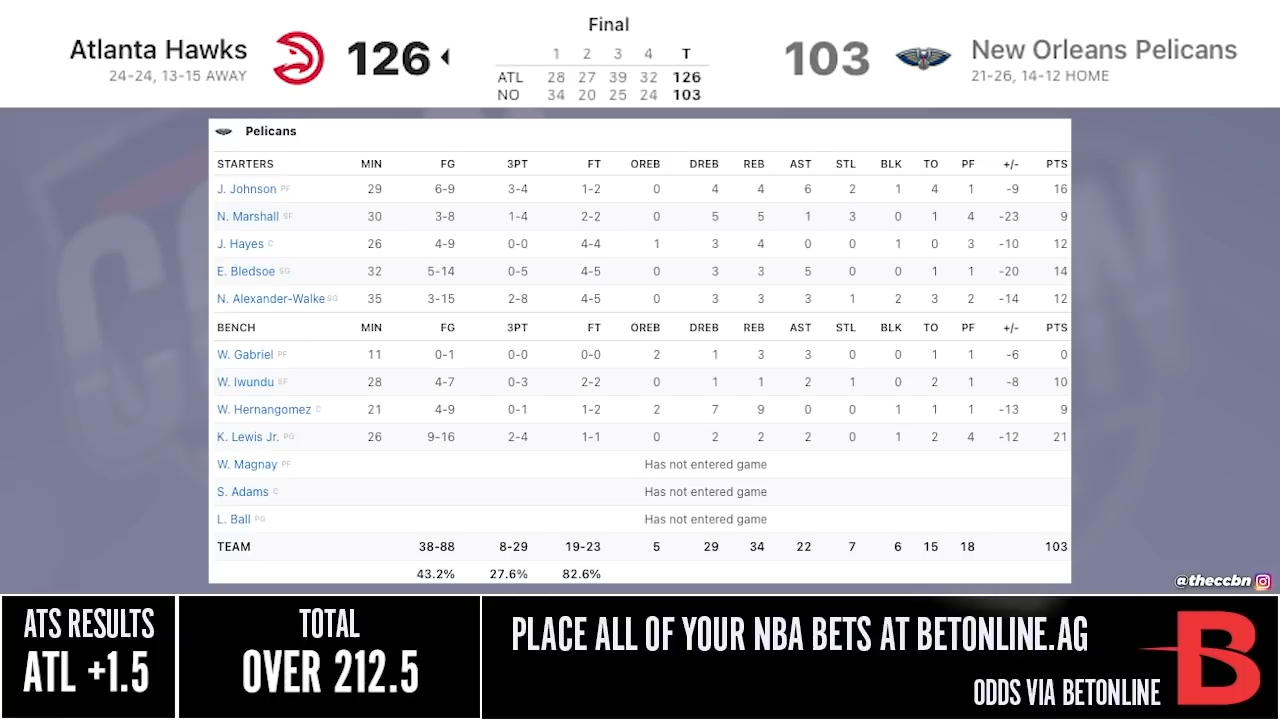 Final
Atlanta Hawks 126 103 New Orleans Pelicans
24-24, 13-15 AWAY 21-26, 14-12 HOME
1 2 3 4 T
ATL 28 27 39 32 126
NO 34 20 25 24 103
Pelicans
STARTERS MIN FG 3PT FT OREB DREB REB AST STL BLK TO PF +/- PTS
J. Johnson PF 29 6-9 3-4 1-2 0 4 4 6 2 1 4 1 -9 16
N. Marshall SF 30 3-8 1-4 2-2 0 5 5 1 3 0 1 4 -23 9
J. Hayes C 26 4-9 0-0 4-4 1 3 4 0 0 1 0 3 -10 12
E. Bledsoe SG 32 5-14 0-5 4-5 0 3 3 5 0 0 1 1 -20 14
N. Alexander-Walke SG 35 3-15 2-8 4-5 0 3 3 3 1 2 3 2 -14 12
BENCH MIN FG 3PT FT OREB DREB REB AST STL BLK TO PF +/- PTS
W. Gabriel PF 11 0-1 0-0 0-0 2 1 3 3 0 0 1 1 -6 0
W. Iwundu SF 28 4-7 0-3 2-2 0 1 1 2 1 0 2 1 -8 10
W. Hernangomez C 21 4-9 0-1 1-2 2 7 9 0 0 1 1 1 -13 9
K. Lewis Jr. PG 26 9-16 2-4 1-1 0 2 2 2 0 1 2 4 -12 21
W. Magnay PF Has not entered game
S. Adams C Has not entered game
L. Ball PG Has not entered game
TEAM 38-88 8-29 19-23 5 29 34 22 7 6 15 18 103
43.2% 27.6% 82.6%
@theccbn
ATS RESULTS
ATL +1.5
TOTAL
OVER 212.5
PLACE ALL OF YOUR NBA BETS AT BETONLINE.AG
ODDS VIA BETONLINE
B